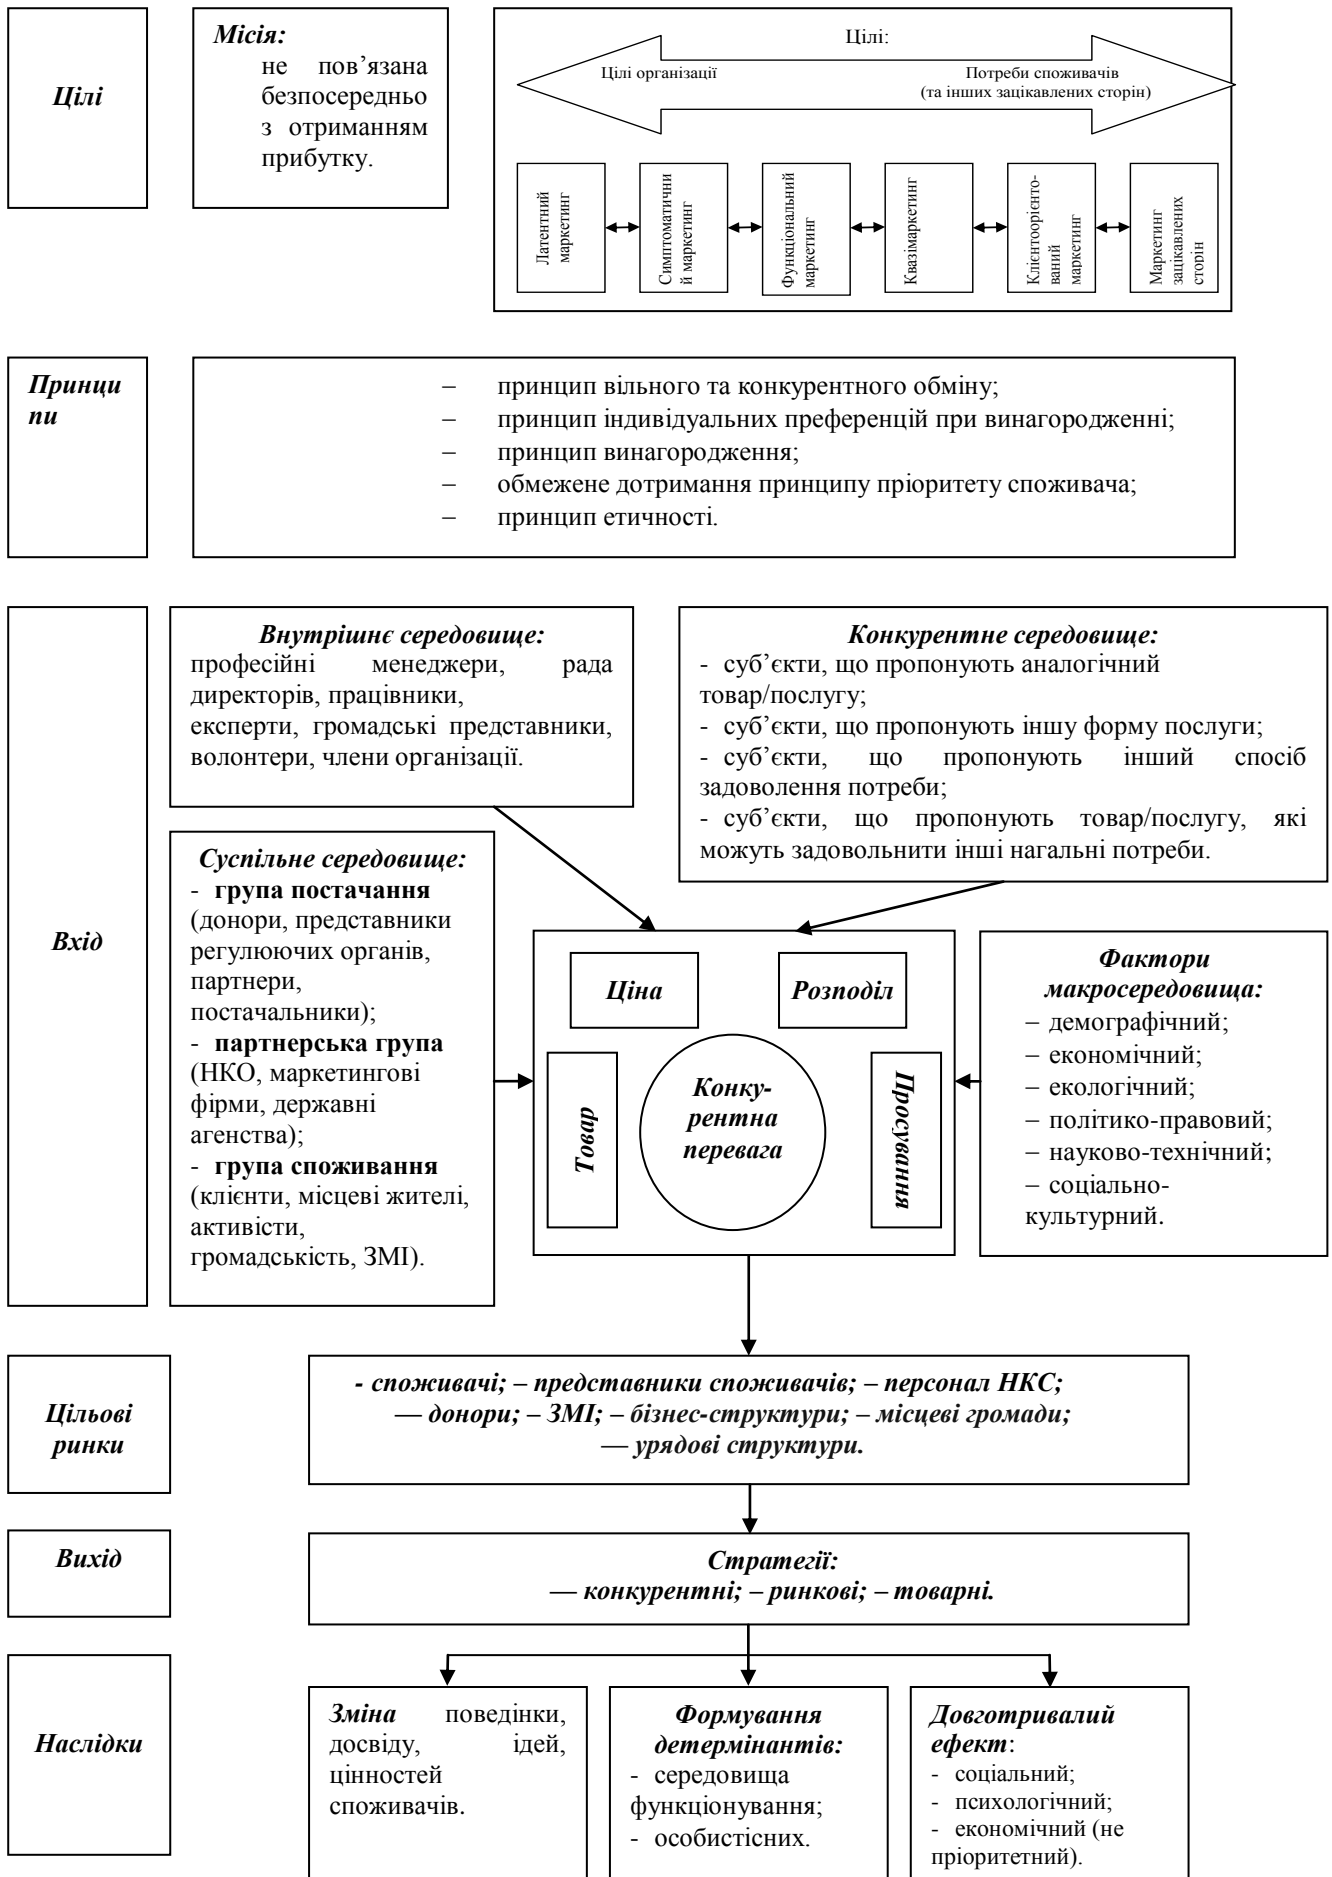 Цілі
Місія:
не пов’язана
безпосередньо
з отриманням
прибутку.
Цілі:
Цілі організації
Потреби споживачів
(та інших зацікавлених сторін)
Латентний
маркетинг
Симптоматични
й маркетинг
Функціональний
маркетинг
Квазімаркетинг
Клієнтоорієнто-
ваний
маркетинг
Маркетинг
зацікавлених
сторін
Принци
пи
– принцип вільного та конкурентного обміну;
– принцип індивідуальних преференцій при винагородженні;
– принцип винагородження;
– обмежене дотримання принципу пріоритету споживача;
– принцип етичності.
Вхід
Внутрішнє середовище:
професійні менеджери, рада
директорів, працівники,
експерти, громадські представники,
волонтери, члени організації.
Конкурентне середовище:
- суб’єкти, що пропонують аналогічний
товар/послугу;
- суб’єкти, що пропонують іншу форму послуги;
- суб’єкти, що пропонують інший спосіб
задоволення потреби;
- суб’єкти, що пропонують товар/послугу, які
можуть задовольнити інші нагальні потреби.
Суспільне середовище:
- група постачання
(донори, представники
регулюючих органів,
партнери,
постачальники);
- партнерська група
(НКО, маркетингові
фірми, державні
агенства);
- група споживання
(клієнти, місцеві жителі,
активісти,
громадськість, ЗМІ).
Ціна
Розподіл
Товар
Конку-
рентна
перевага
Просування
Фактори
макросередовища:
– демографічний;
– економічний;
– екологічний;
– політико-правовий;
– науково-технічний;
– соціально-
культурний.
Цільові
ринки
- споживачі; – представники споживачів; – персонал НКС;
— донори; – ЗМІ; – бізнес-структури; – місцеві громади;
— урядові структури.
Вихід
Стратегії:
— конкурентні; – ринкові; – товарні.
Наслідки
Зміна поведінки,
досвіду, ідей,
цінностей
споживачів.
Формування
детермінантів:
- середовища
функціонування;
- особистісних.
Довготривалий
ефект:
- соціальний;
- психологічний;
- економічний (не
пріоритетний).